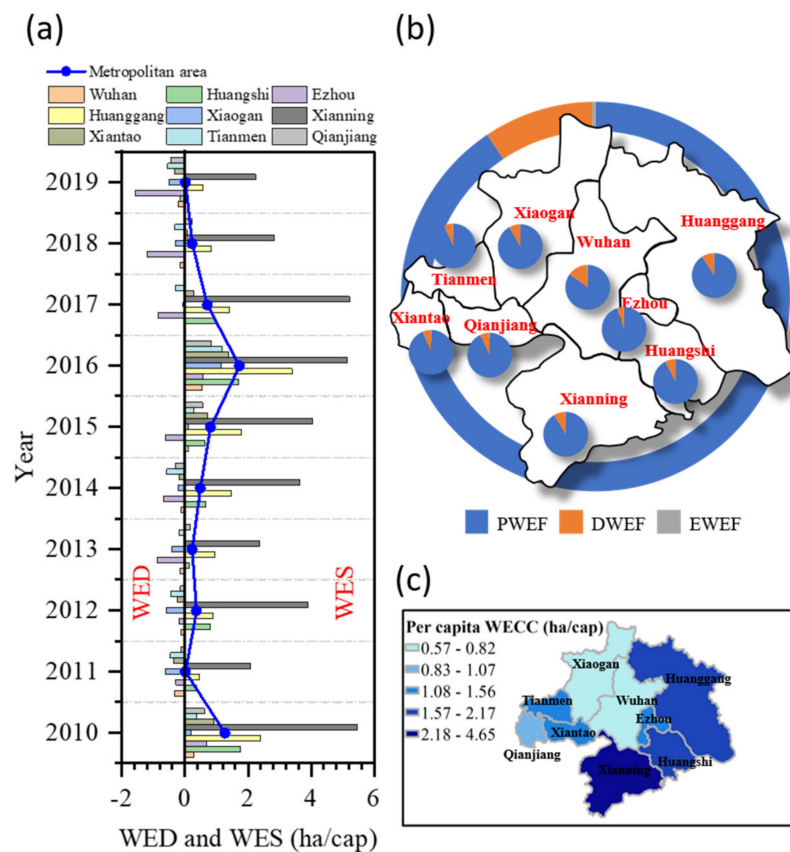 (a)
Metropolitan area
Wuhan Huangshi Ezhou
Huanggang Xiaogan Xianning
Xiantao Tianmen Qianjiang
Year
2019
2018
2017
2016
2015
2014
2013
2012
2011
2010
WED
WES
-2 0 2 4 6
WED and WES (ha/cap)
(b)
Xiaogan
Huanggang
Wuhan
Tianmen
Ezhou
Xiantao
Qianjiang
Huangshi
Xianning
PWEF DWEF EWEF
(c)
Per capita WECC (ha/cap)
0.57 - 0.82
0.83 - 1.07
1.08 - 1.56
1.57 - 2.17
2.18 - 4.65
Xiaogan
Huanggang
Tianmen
Wuhan
Ezhou
Xiantao
Qianjiang
Huangshi
Xianning